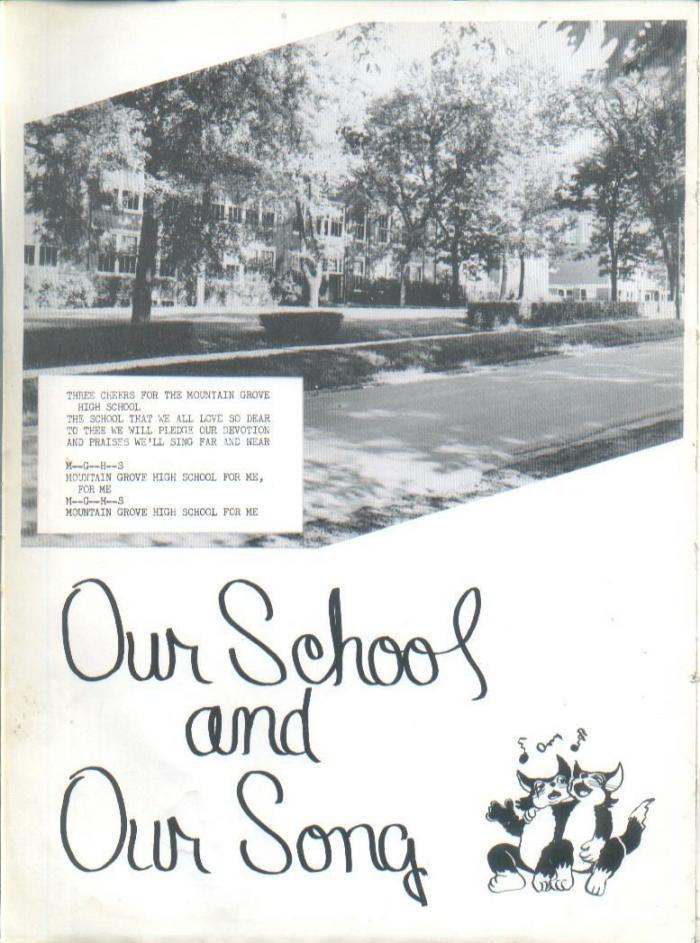 THREE CHEERS FOR THE MOUNTAIN GROVE
HIGH SCHOOL
THE SCHOOL THAT WE ALL LOVE SO DEAR
TO THEE WE WILL PLEDGE OUR DEVOTION
AND PRAISES WE'LL SING FAR AND NEAR
M--G--H--S
MOUNTAIN GROVE HIGH SCHOOL FOR ME,
FOR ME
M--G--H--S
MOUNTAIN GROVE HIGH SCHOOL FOR ME
Our School
and
Our Song